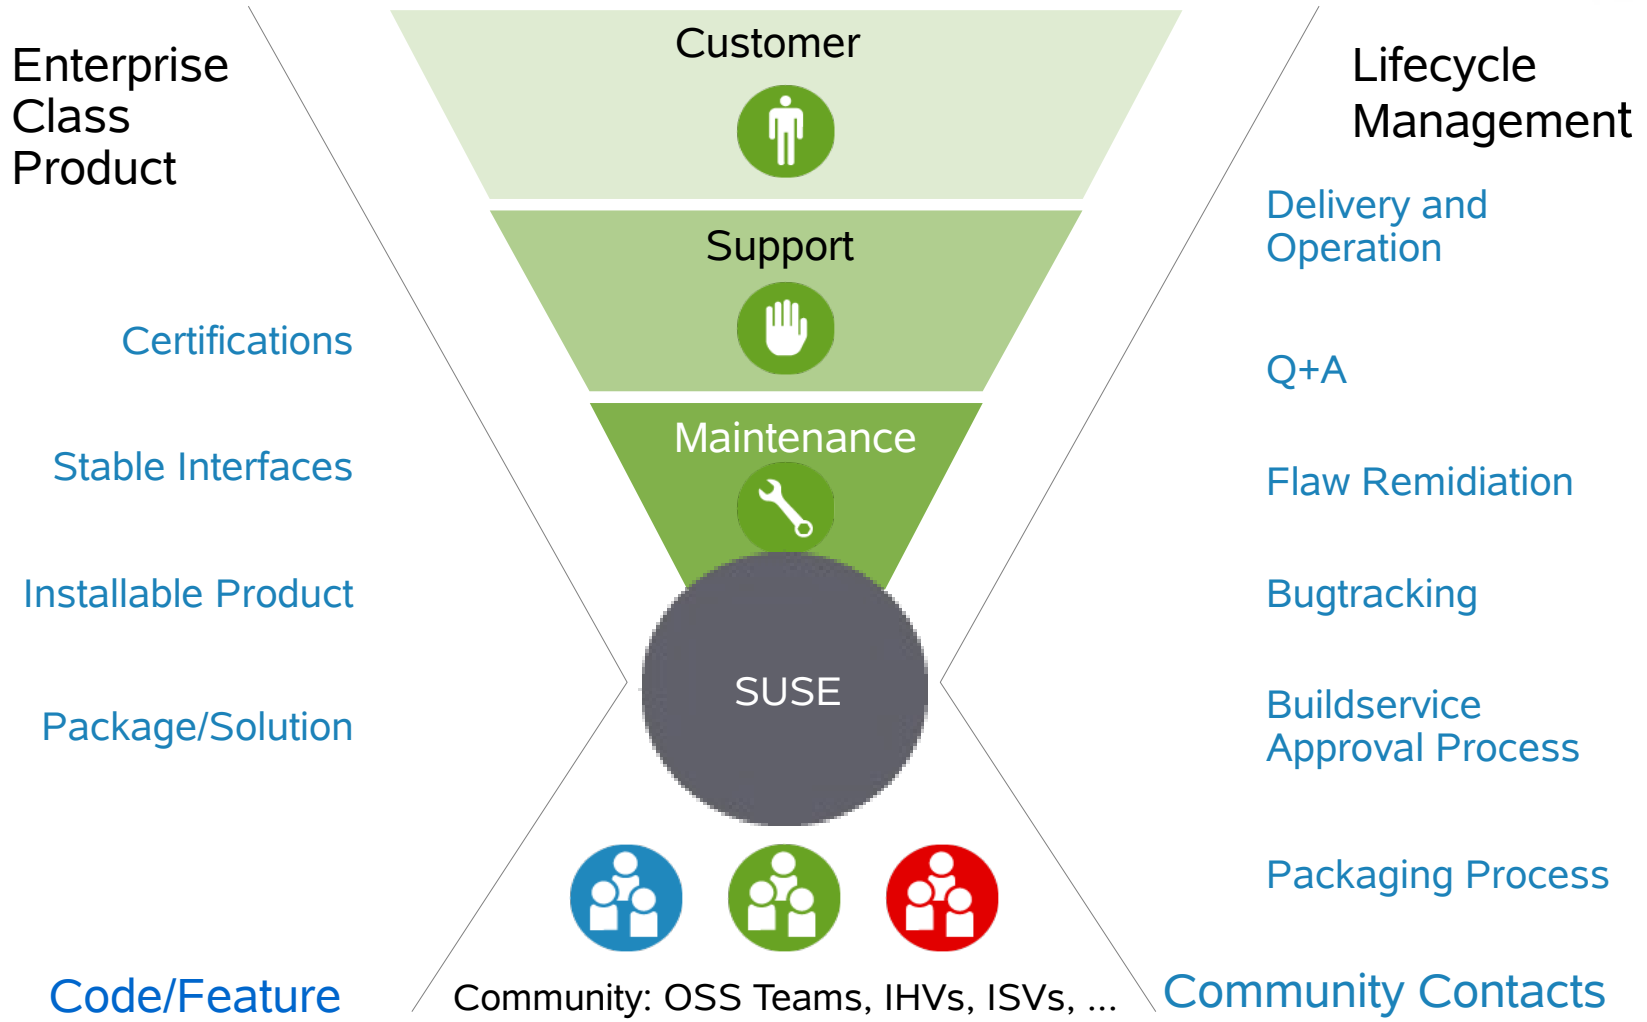 Enterprise
Class
Product
Certifications
Stable Interfaces
Installable Product
Package/Solution
Code/Feature
Customer
Support
Maintenance
SUSE
Community: OSS Teams, IHVs, ISVs, ...
Lifecycle
Management
Delivery and
Operation
Q+A
Flaw Remidiation
Bugtracking
Buildservice
Approval Process
Packaging Process
Community Contacts